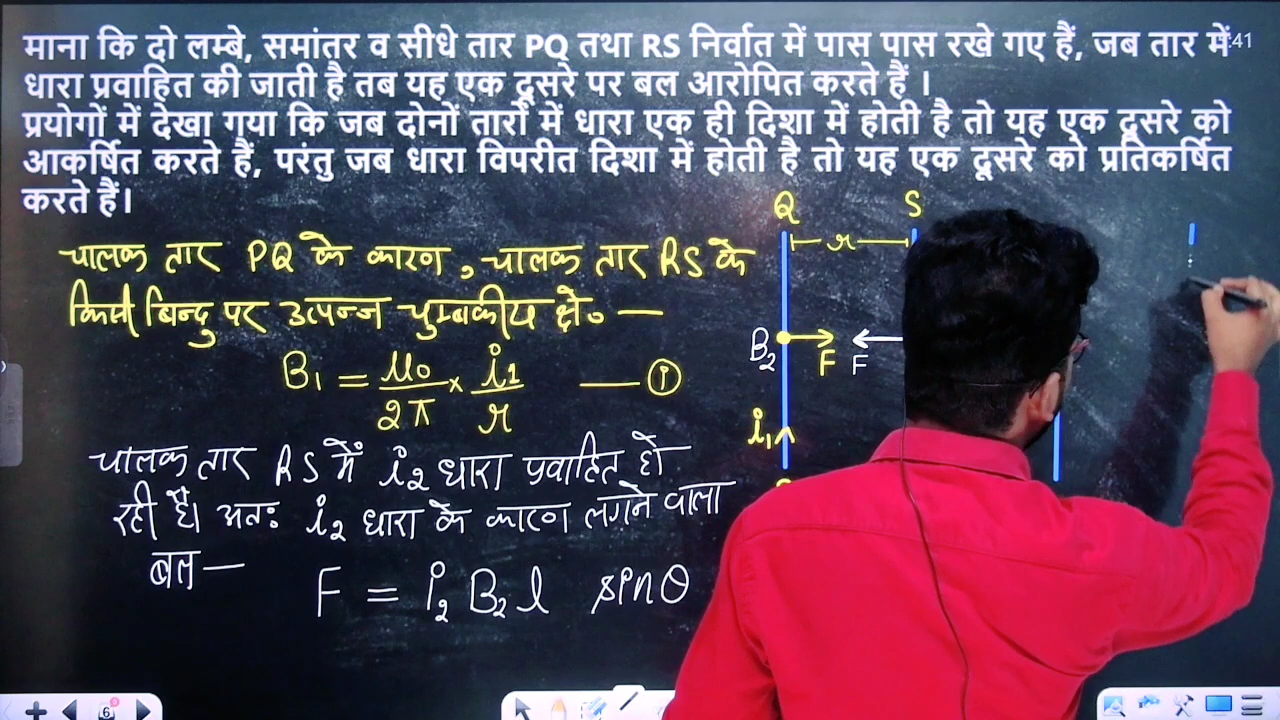 माना कि दो लम्बे, समांतर व सीधे तार PQ तथा RS निर्वात में पास पास रखे गए हैं, जब तार में
:41
धारा प्रवाहित की जाती है तब यह एक दूसरे पर बल आरोपित करते हैं ।
प्रयोगों में देखा गया कि जब दोनों तारों में धारा एक ही दिशा में होती है तो यह एक दूसरे को
आकर्षित करते हैं, परंतु जब धारा विपरीत दिशा में होती है तो यह एक दूसरे को प्रतिकर्षित
करते हैं।
Q S
r
चालक तार PQ के कारण, चालक तार RS के
किसी बिन्दु पर उत्पन्न चुम्बकीय क्षे० —
B₂ F F
B₁ = μ₀/2π × i₁/r — (i)
i₁
चालक तार RS में i₂ धारा प्रवाहित हो
रही है। अतः i₂ धारा के कारण लगने वाला
बल —
F = i₂ B₂ l sinθ
6